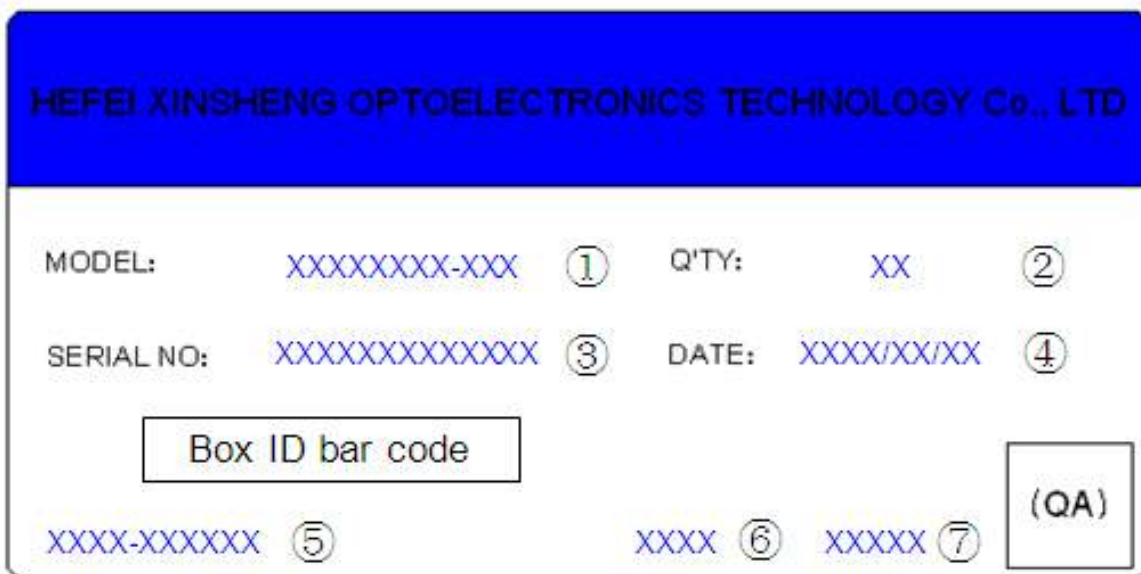 HEFEI XINSHENG OPTOELECTRONICS TECHNOLOGY Co., LTD
MODEL: XXXXXXXX-XXX ① Q'TY: XX ②
SERIAL NO: XXXXXXXXXXXXX ③ DATE: XXXX/XX/XX ④
Box ID bar code
(QA)
XXXX-XXXXXX ⑤ XXXX ⑥ XXXXX ⑦